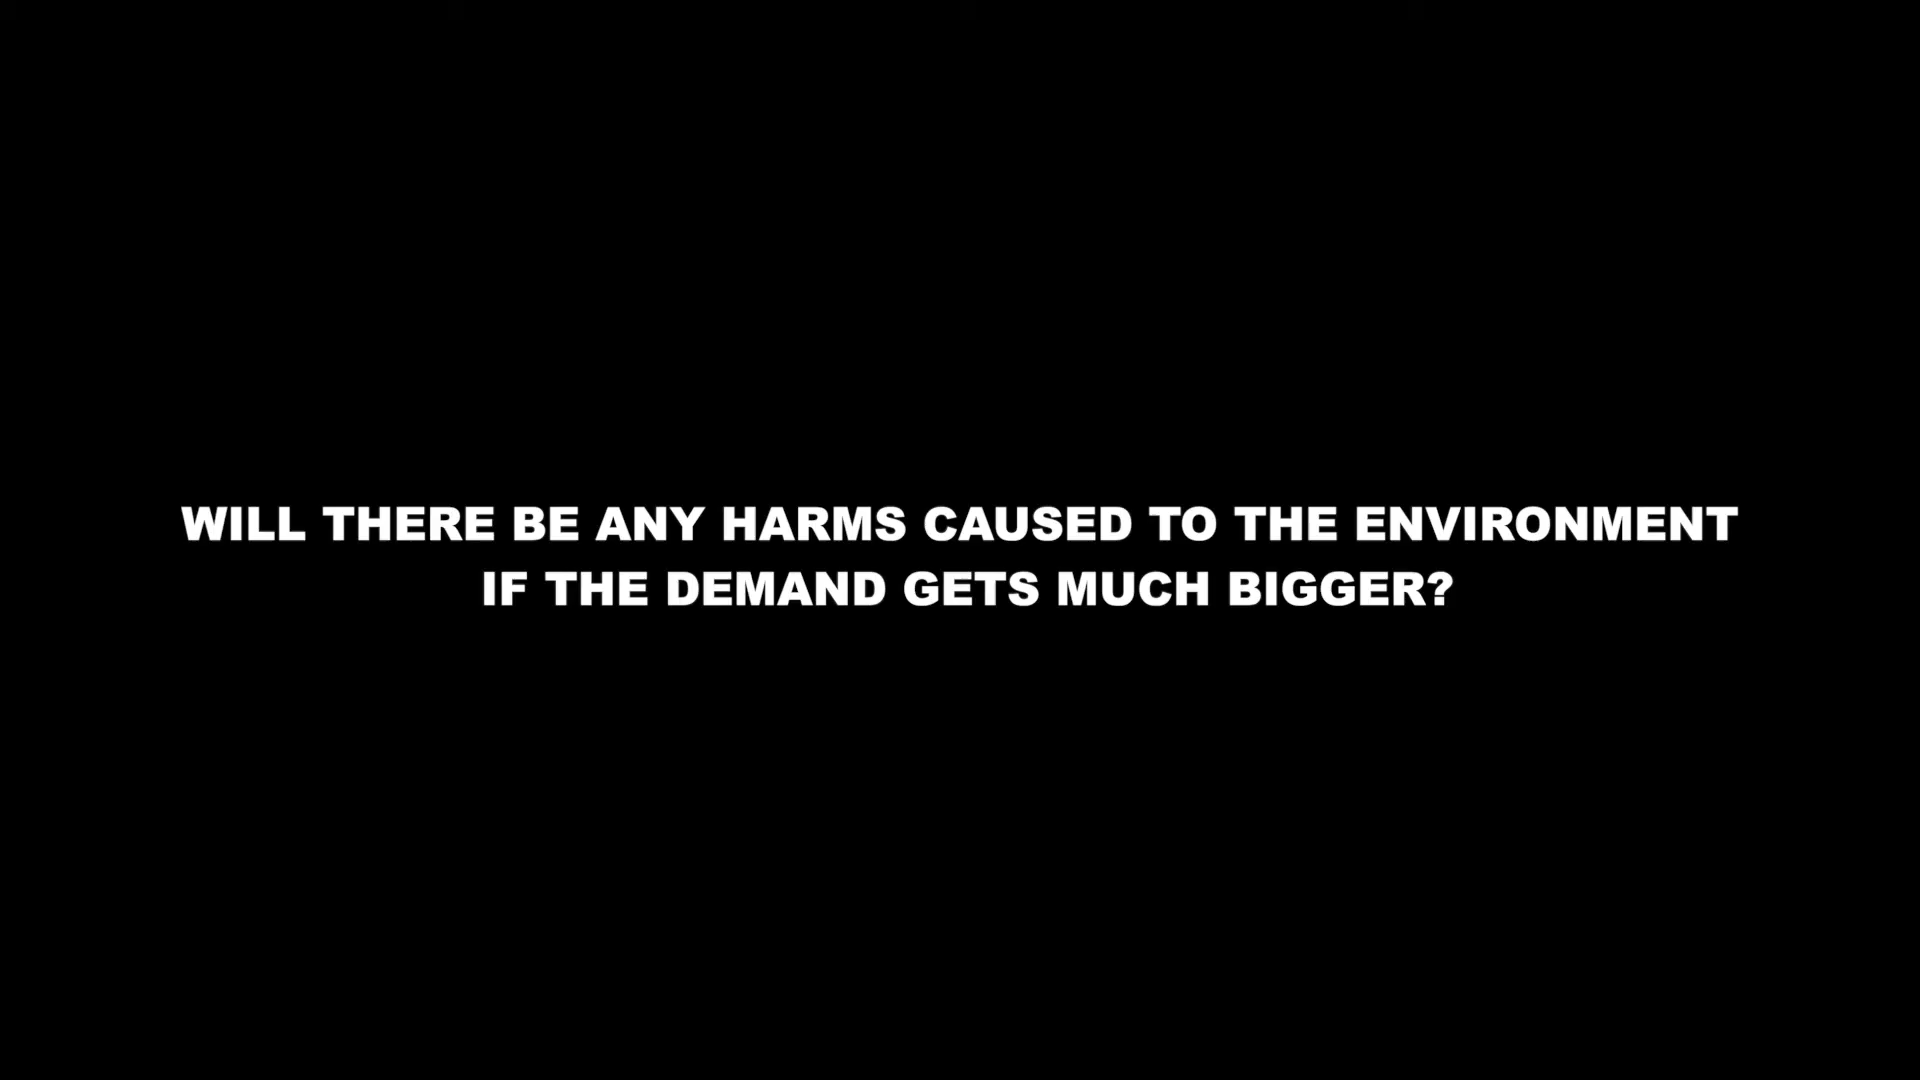 WILL THERE BE ANY HARMS CAUSED TO THE ENVIRONMENT
IF THE DEMAND GETS MUCH BIGGER?